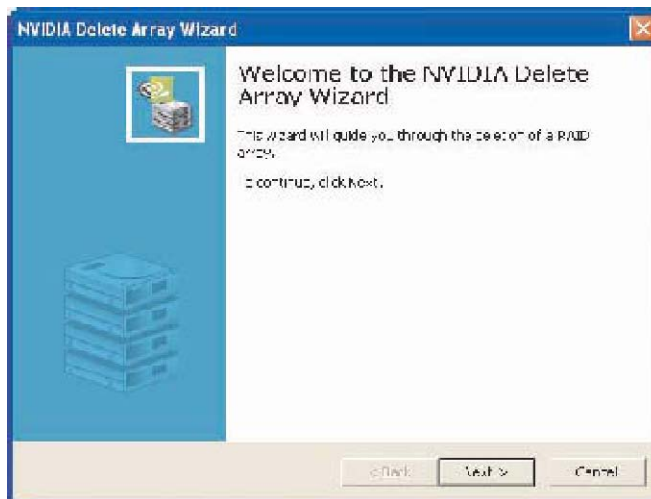 NVIDIA Delete Array Wizard
Welcome to the NVIDIA Delete
Array Wizard
This wizard will guide you through the deletion of a RAID
array.
To continue, click Next.
< Back
Next >
Cancel